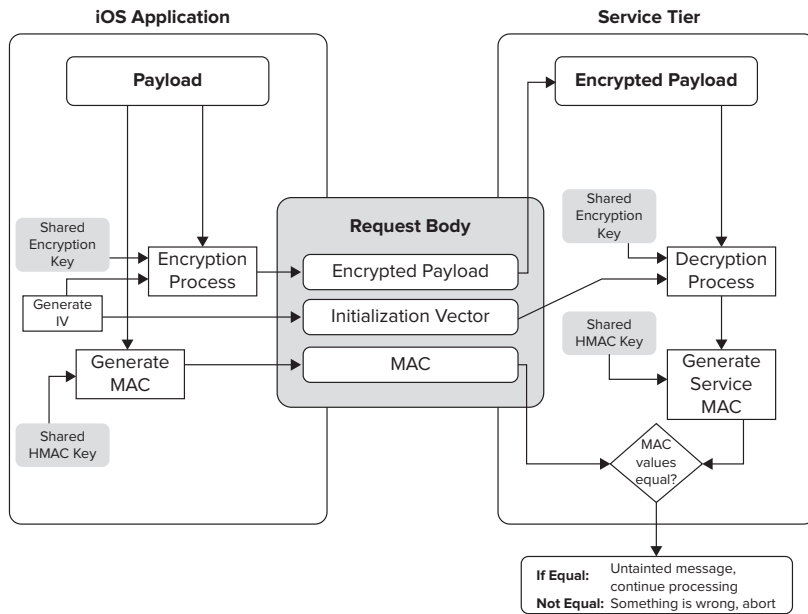 iOS Application
Service Tier
Payload
Encrypted Payload
Shared
Encryption
Key
Encryption
Process
Generate
IV
Generate
MAC
Shared
HMAC Key
Request Body
Encrypted Payload
Initialization Vector
MAC
Shared
Encryption
Key
Decryption
Process
Shared
HMAC Key
Generate
Service
MAC
MAC
values
equal?
If Equal: Untainted message,
continue processing
Not Equal: Something is wrong, abort